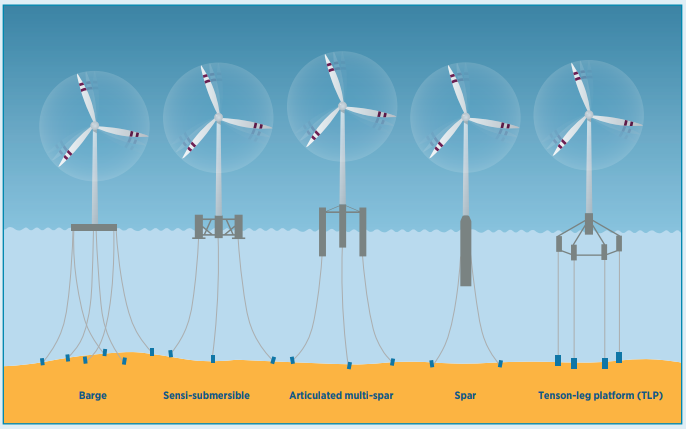 Barge
Sensi-submersible
Articulated multi-spar
Spar
Tenson-leg platform (TLP)